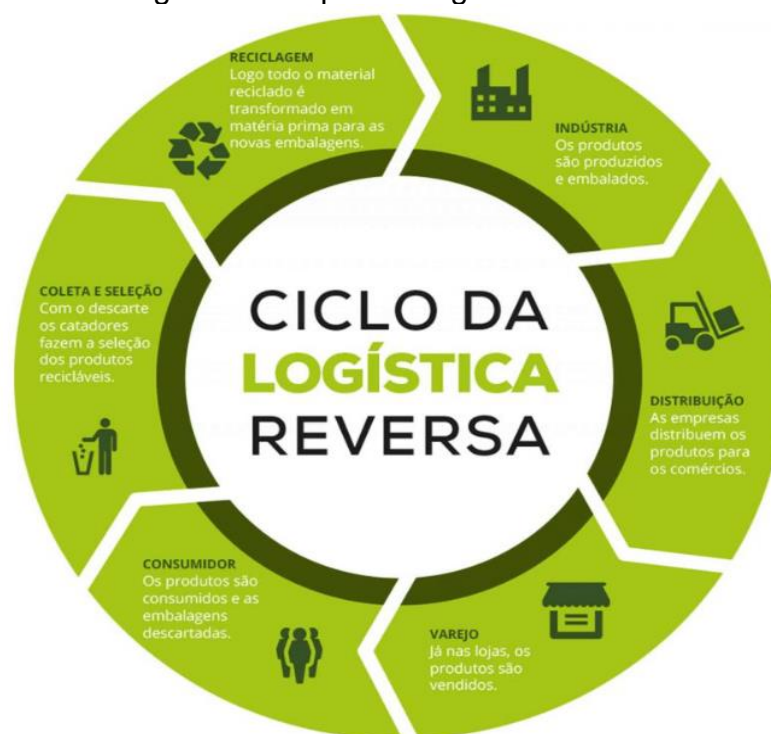 CICLO DA
LOGÍSTICA
REVERSA
INDÚSTRIA
Os produtos
são produzidos
e embalados.
DISTRIBUIÇÃO
As empresas
distribuem os
produtos para
os comércios.
VAREJO
Já nas lojas, os
produtos são
vendidos.
CONSUMIDOR
Os produtos são
consumidos e as
embalagens
descartadas.
COLETA E SELEÇÃO
Com o descarte
os catadores
fazem a seleção
dos produtos
recicláveis.
RECICLAGEM
Logo todo o material
reciclado é
transformado em
matéria prima para as
novas embalagens.